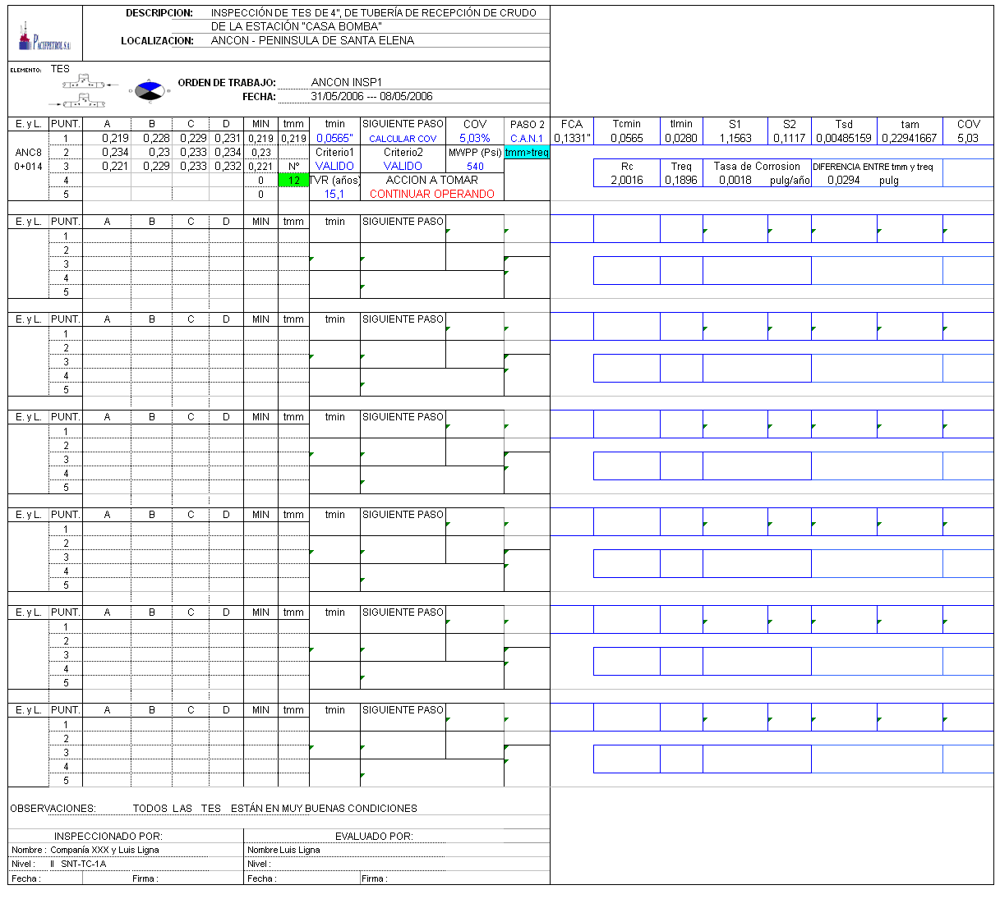 DESCRIPCION: INSPECCIÓN DE TES DE 4", DE TUBERÍA DE RECEPCIÓN DE CRUDO
DE LA ESTACIÓN "CASA BOMBA"
LOCALIZACION: ANCON - PENINSULA DE SANTA ELENA
PACIFPETROL S.A.
ELEMENTO: TES
ORDEN DE TRABAJO: ANCON INSP1
FECHA: 31/05/2006 --- 08/05/2006
E. y L. PUNT. A B C D MIN tmm tmin SIGUIENTE PASO COV PASO 2 FCA Tcmin tlmin S1 S2 Tsd tam COV
1 0,219 0,228 0,229 0,231 0,219 0,219 0,0565" CALCULAR COV 5,03% C.A.N.1 0,1331" 0,0565 0,0280 1,1563 0,1117 0,00485159 0,22941667 5,03
ANC8 2 0,234 0,23 0,233 0,234 0,23 Criterio1 Criterio2 MWPP (Psi) tmm>treq
0+014 3 0,221 0,229 0,233 0,232 0,221 Nº VALIDO VALIDO 540 Rc Treq Tasa de Corrosion DIFERENCIA ENTRE tmm y treq
4 0 12 TVR (años) ACCION A TOMAR 2,0016 0,1896 0,0018 pulg/año 0,0294 pulg
5 0 15,1 CONTINUAR OPERANDO
E. y L. PUNT. A B C D MIN tmm tmin SIGUIENTE PASO
1
2
3
4
5
E. y L. PUNT. A B C D MIN tmm tmin SIGUIENTE PASO
1
2
3
4
5
E. y L. PUNT. A B C D MIN tmm tmin SIGUIENTE PASO
1
2
3
4
5
E. y L. PUNT. A B C D MIN tmm tmin SIGUIENTE PASO
1
2
3
4
5
E. y L. PUNT. A B C D MIN tmm tmin SIGUIENTE PASO
1
2
3
4
5
E. y L. PUNT. A B C D MIN tmm tmin SIGUIENTE PASO
1
2
3
4
5
OBSERVACIONES: TODOS LAS TES ESTÁN EN MUY BUENAS CONDICIONES
INSPECCIONADO POR: EVALUADO POR:
Nombre : Companía XXX y Luis Ligna Nombre Luis Ligna
Nivel : II SNT-TC-1A Nivel :
Fecha : Firma : Fecha : Firma :